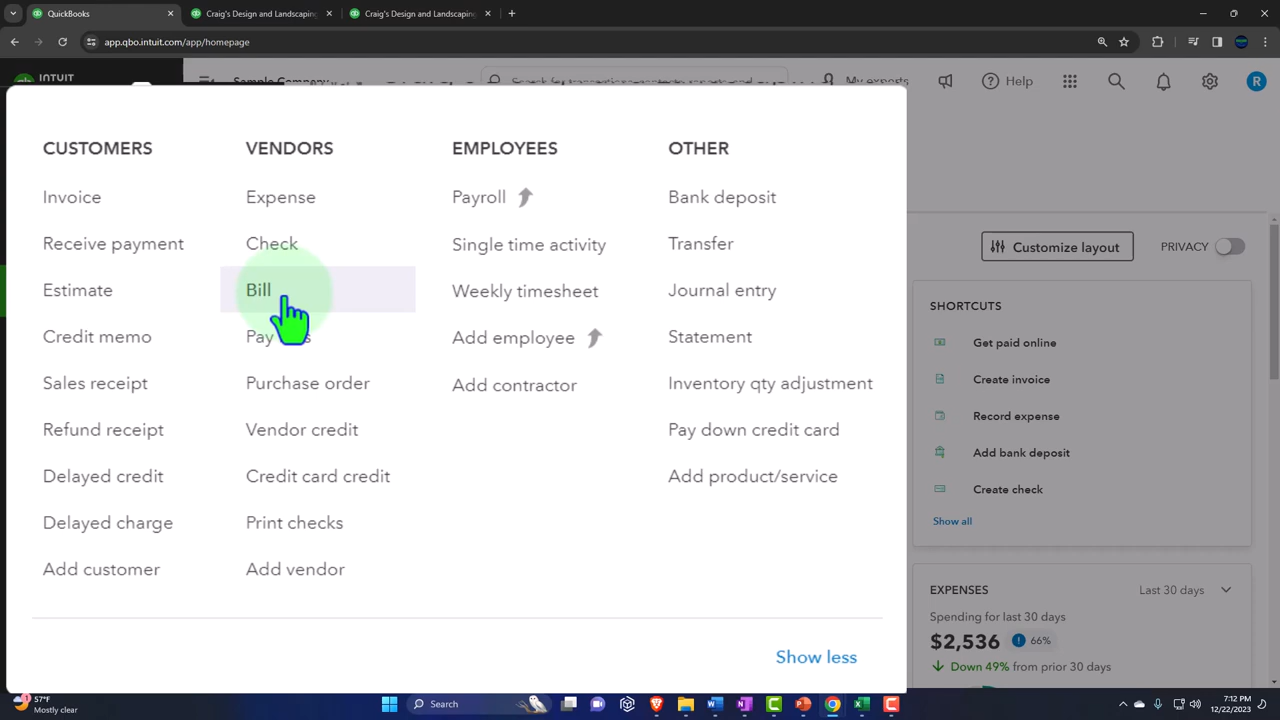 QuickBooks
Craig's Design and Landscaping
Craig's Design and Landscaping
app.qbo.intuit.com/app/homepage
INTUIT
Sample Company
My experts
Help
R
CUSTOMERS
Invoice
Receive payment
Estimate
Credit memo
Sales receipt
Refund receipt
Delayed credit
Delayed charge
Add customer
VENDORS
Expense
Check
Bill
Pay
Purchase order
Vendor credit
Credit card credit
Print checks
Add vendor
EMPLOYEES
Payroll
Single time activity
Weekly timesheet
Add employee
Add contractor
OTHER
Bank deposit
Transfer
Journal entry
Statement
Inventory qty adjustment
Pay down credit card
Add product/service
Show less
Customize layout
PRIVACY
SHORTCUTS
Get paid online
Create invoice
Record expense
Add bank deposit
Create check
Show all
EXPENSES
Last 30 days
Spending for last 30 days
$2,536
66%
Down 49% from prior 30 days
57°F
Mostly clear
Search
7:12 PM
12/22/2023